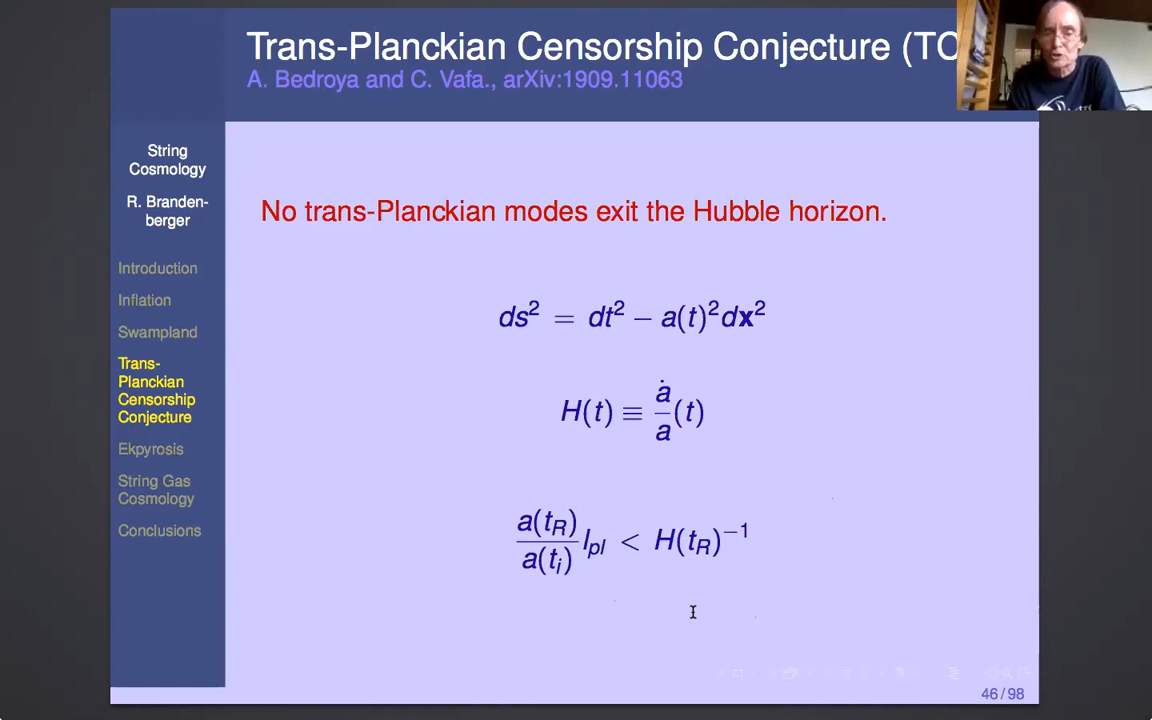 Trans-Planckian Censorship Conjecture (TC
A. Bedroya and C. Vafa., arXiv:1909.11063
String
Cosmology
R. Branden-
berger
Introduction
Inflation
Swampland
Trans-
Planckian
Censorship
Conjecture
Ekpyrosis
String Gas
Cosmology
Conclusions
No trans-Planckian modes exit the Hubble horizon.
ds² = dt² − a(t)²dx²
H(t) ≡ ȧ/a (t)
a(t_R)/a(t_i) l_pl < H(t_R)⁻¹
46 / 98